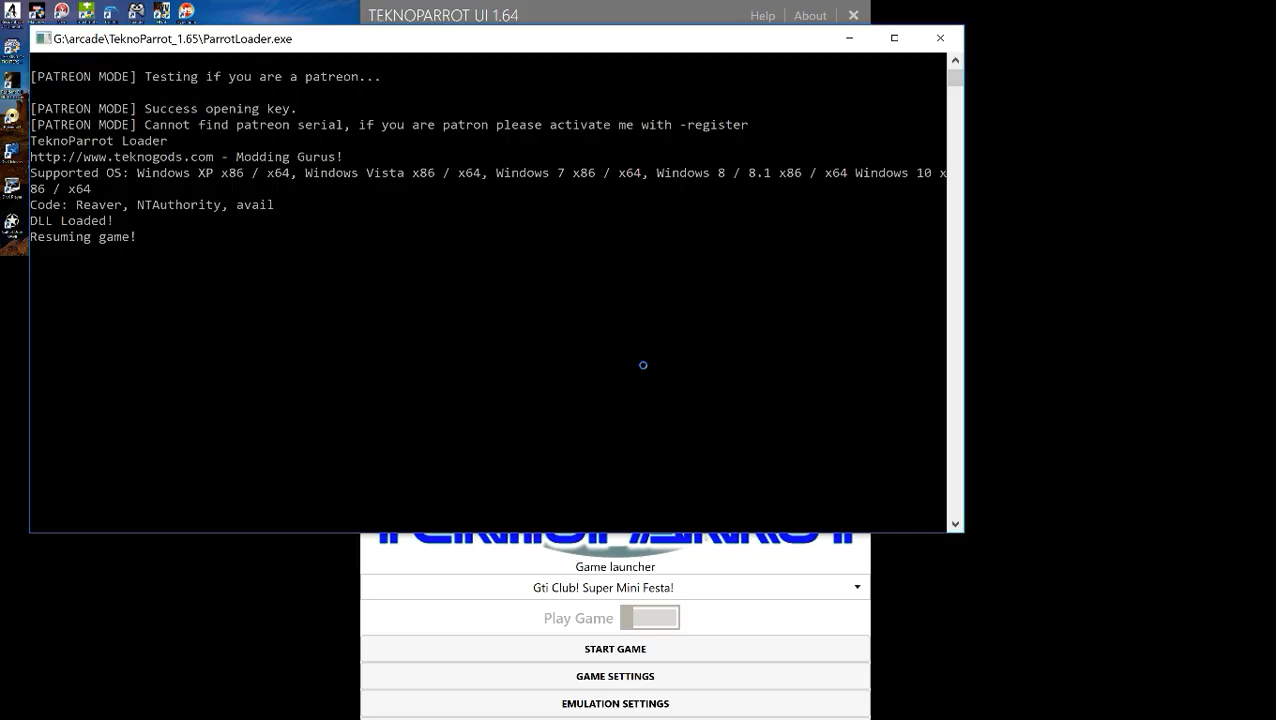 TEKNOPARROT UI 1.64
Help
About
G:\arcade\TeknoParrot_1.65\ParrotLoader.exe
[PATREON MODE] Testing if you are a patreon...
[PATREON MODE] Success opening key.
[PATREON MODE] Cannot find patreon serial, if you are patron please activate me with -register
TeknoParrot Loader
http://www.teknogods.com - Modding Gurus!
Supported OS: Windows XP x86 / x64, Windows Vista x86 / x64, Windows 7 x86 / x64, Windows 8 / 8.1 x86 / x64 Windows 10 x
86 / x64
Code: Reaver, NTAuthority, avail
DLL Loaded!
Resuming game!
Game launcher
Gti Club! Super Mini Festa!
Play Game
START GAME
GAME SETTINGS
EMULATION SETTINGS